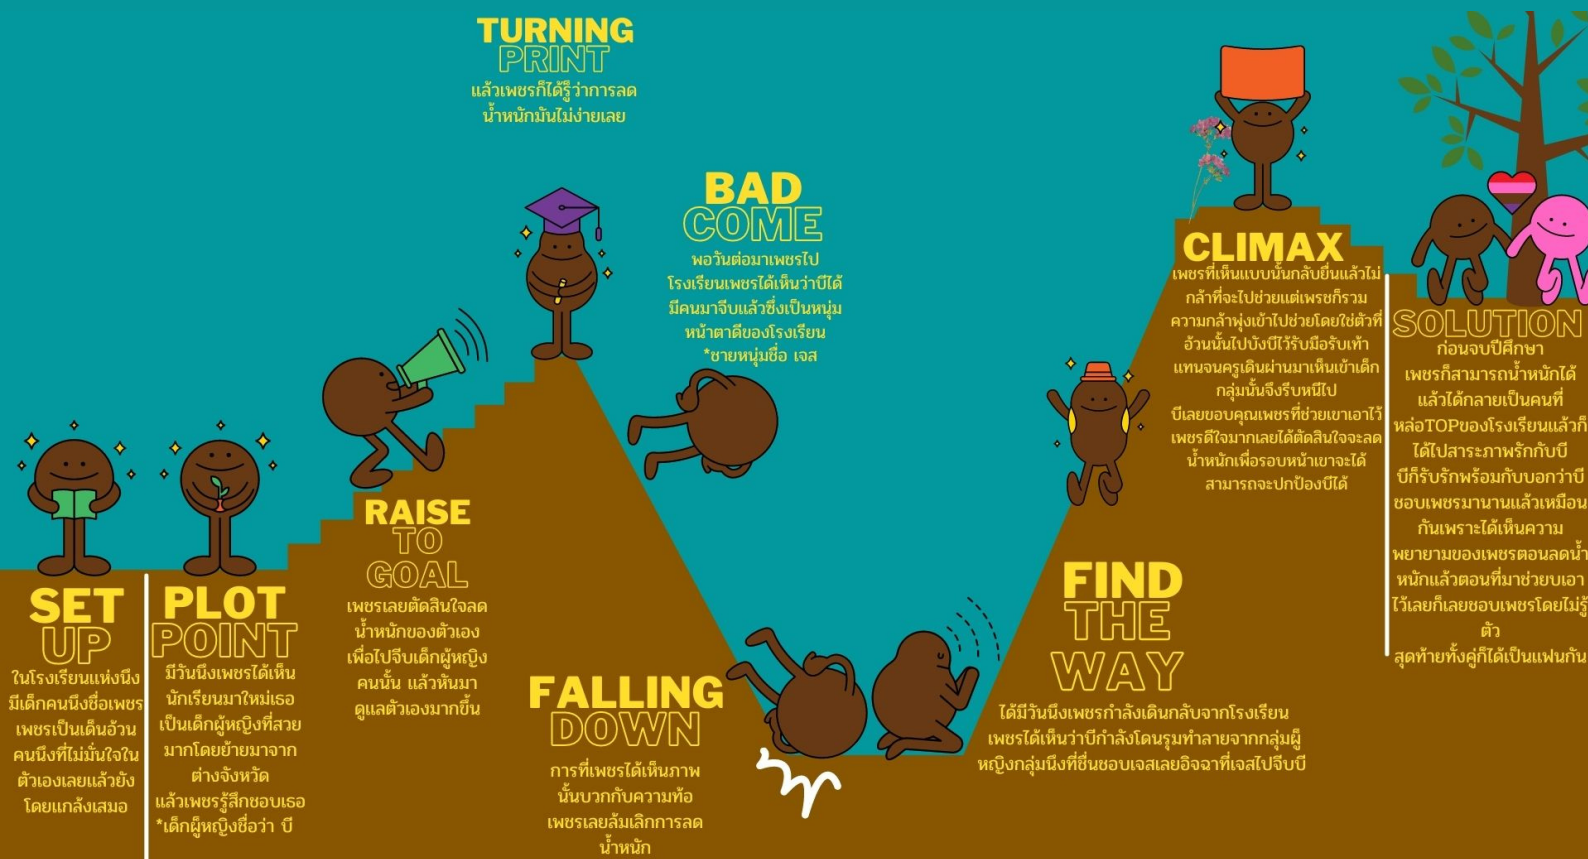 SET
UP
ในโรงเรียนแห่งนึง
มีเด็กคนนึงชื่อเพชร
เพชรเป็นเด็นอ้วน
คนนึงที่ไม่มั่นใจใน
ตัวเองเลยแล้วยัง
โดยแกล้งเสมอ
PLOT
POINT
มีวันนึงเพชรได้เห็น
นักเรียนมาใหม่เธอ
เป็นเด็กผู้หญิงที่สวย
มากโดยย้ายมาจาก
ต่างจังหวัด
แล้วเพชรรู้สึกชอบเธอ
*เด็กผู้หญิงชื่อว่า บี
RAISE
TO
GOAL
เพชรเลยตัดสินใจลด
น้ำหนักของตัวเอง
เพื่อไปจีบเด็กผู้หญิง
คนนั้น แล้วหันมา
ดูแลตัวเองมากขึ้น
TURNING
PRINT
แล้วเพชรก็ได้รู้ว่าการลด
น้ำหนักมันไม่ง่ายเลย
BAD
COME
พอวันต่อมาเพชรไป
โรงเรียนเพชรได้เห็นว่าบีได้
มีคนมาจีบแล้วซึ่งเป็นหนุ่ม
หน้าตาดีของโรงเรียน
*ชายหนุ่มชื่อ เจส
FALLING
DOWN
การที่เพชรได้เห็นภาพ
นั้นบวกกับความท้อ
เพชรเลยล้มเลิกการลด
น้ำหนัก
FIND
THE
WAY
ได้มีวันนึงเพชรกำลังเดินกลับจากโรงเรียน
เพชรได้เห็นว่าบีกำลังโดนรุมทำลายจากกลุ่มผู้
หญิงกลุ่มนึงที่ชื่นชอบเจสเลยอิจฉาที่เจสไปจีบบี
CLIMAX
เพชรที่เห็นแบบนั้นกลับยืนแล้วไม่
กล้าที่จะไปช่วยแต่เพรชก็รวม
ความกล้าพุ่งเข้าไปช่วยโดยใช่ตัวที่
อ้วนนั้นไปบังบีไว้รับมือรับเท้า
แทนจนครูเดินผ่านมาเห็นเข้าเด็ก
กลุ่มนั้นจึงรีบหนีไป
บีเลยขอบคุณเพชรที่ช่วยเขาเอาไว้
เพชรดีใจมากเลยได้ตัดสินใจจะลด
น้ำหนักเพื่อรอบหน้าเขาจะได้
สามารถจะปกป้องบีได้
SOLUTION
ก่อนจบปีศึกษา
เพชรก็สามารถน้ำหนักได้
แล้วได้กลายเป็นคนที่
หล่อTOPของโรงเรียนแล้วก็
ได้ไปสาระภาพรักกับบี
บีก็รับรักพร้อมกับบอกว่าบี
ชอบเพชรมานานแล้วเหมือน
กันเพราะได้เห็นความ
พยายามของเพชรตอนลดน้ำ
หนักแล้วตอนที่มาช่วยบเอา
ไว้เลยก็เลยชอบเพชรโดยไม่รู้
ตัว
สุดท้ายทั้งคู่ก็ได้เป็นแฟนกัน